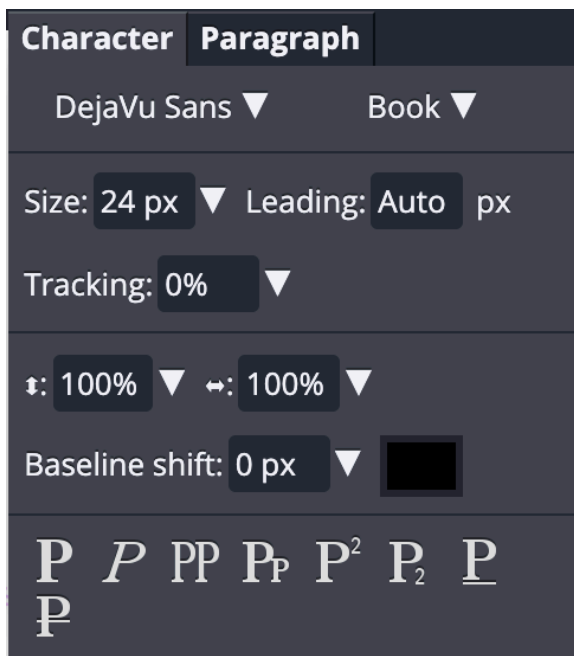 Character Paragraph
DejaVu Sans ▼ Book ▼
Size: 24 px ▼ Leading: Auto px
Tracking: 0% ▼
⬍: 100% ▼ ⬌: 100% ▼
Baseline shift: 0 px ▼
P P PP PP P² P₂ P P